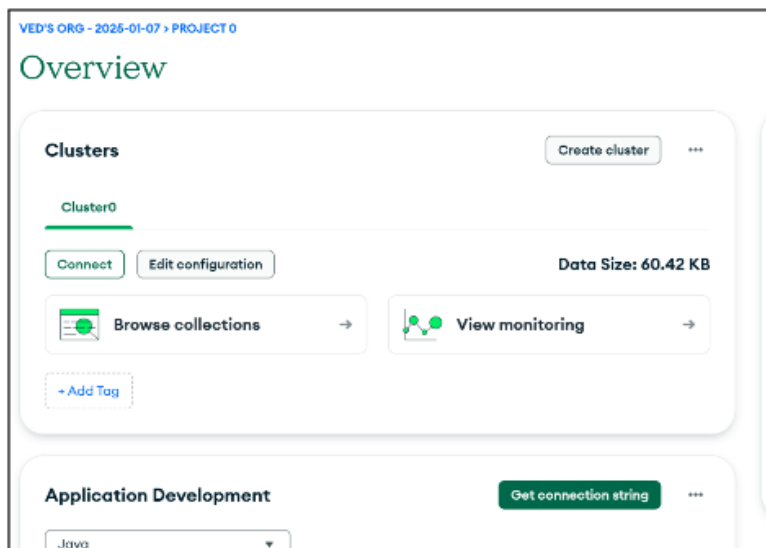 VED'S ORG - 2025-01-07 > PROJECT 0
Overview
Clusters
Create cluster
Cluster0
Connect
Edit configuration
Data Size: 60.42 KB
Browse collections
View monitoring
+ Add Tag
Application Development
Get connection string
Java